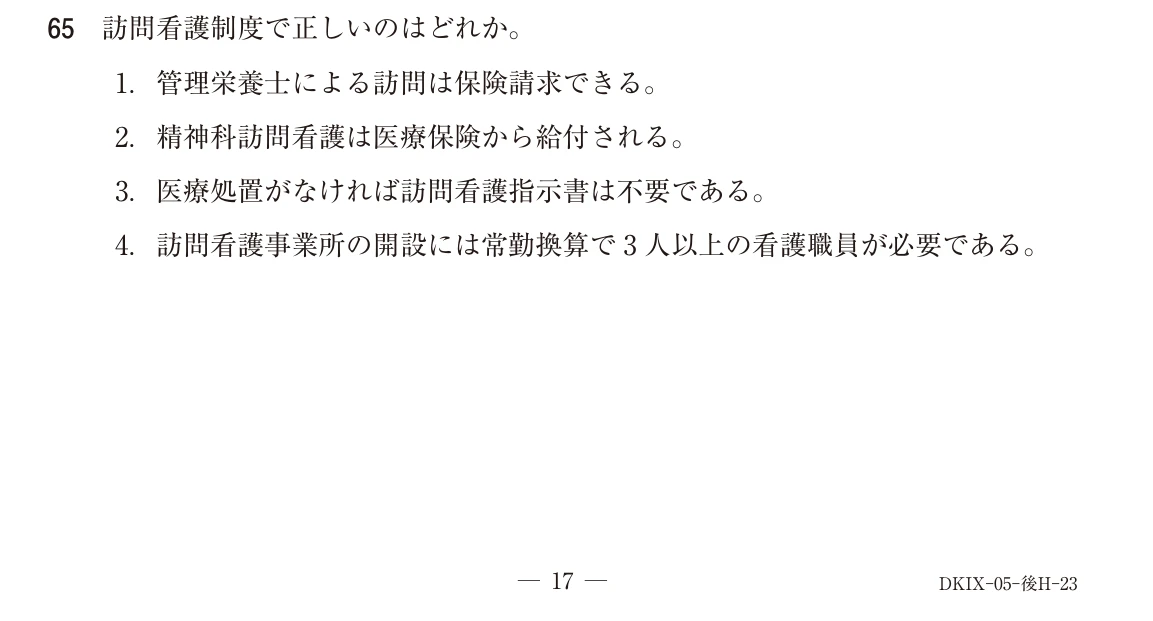 65 訪問看護制度で正しいのはどれか。
1. 管理栄養士による訪問は保険請求できる。
2. 精神科訪問看護は医療保険から給付される。
3. 医療処置がなければ訪問看護指示書は不要である。
4. 訪問看護事業所の開設には常勤換算で3人以上の看護職員が必要である。
— 17 —
DKIX-05-後H-23